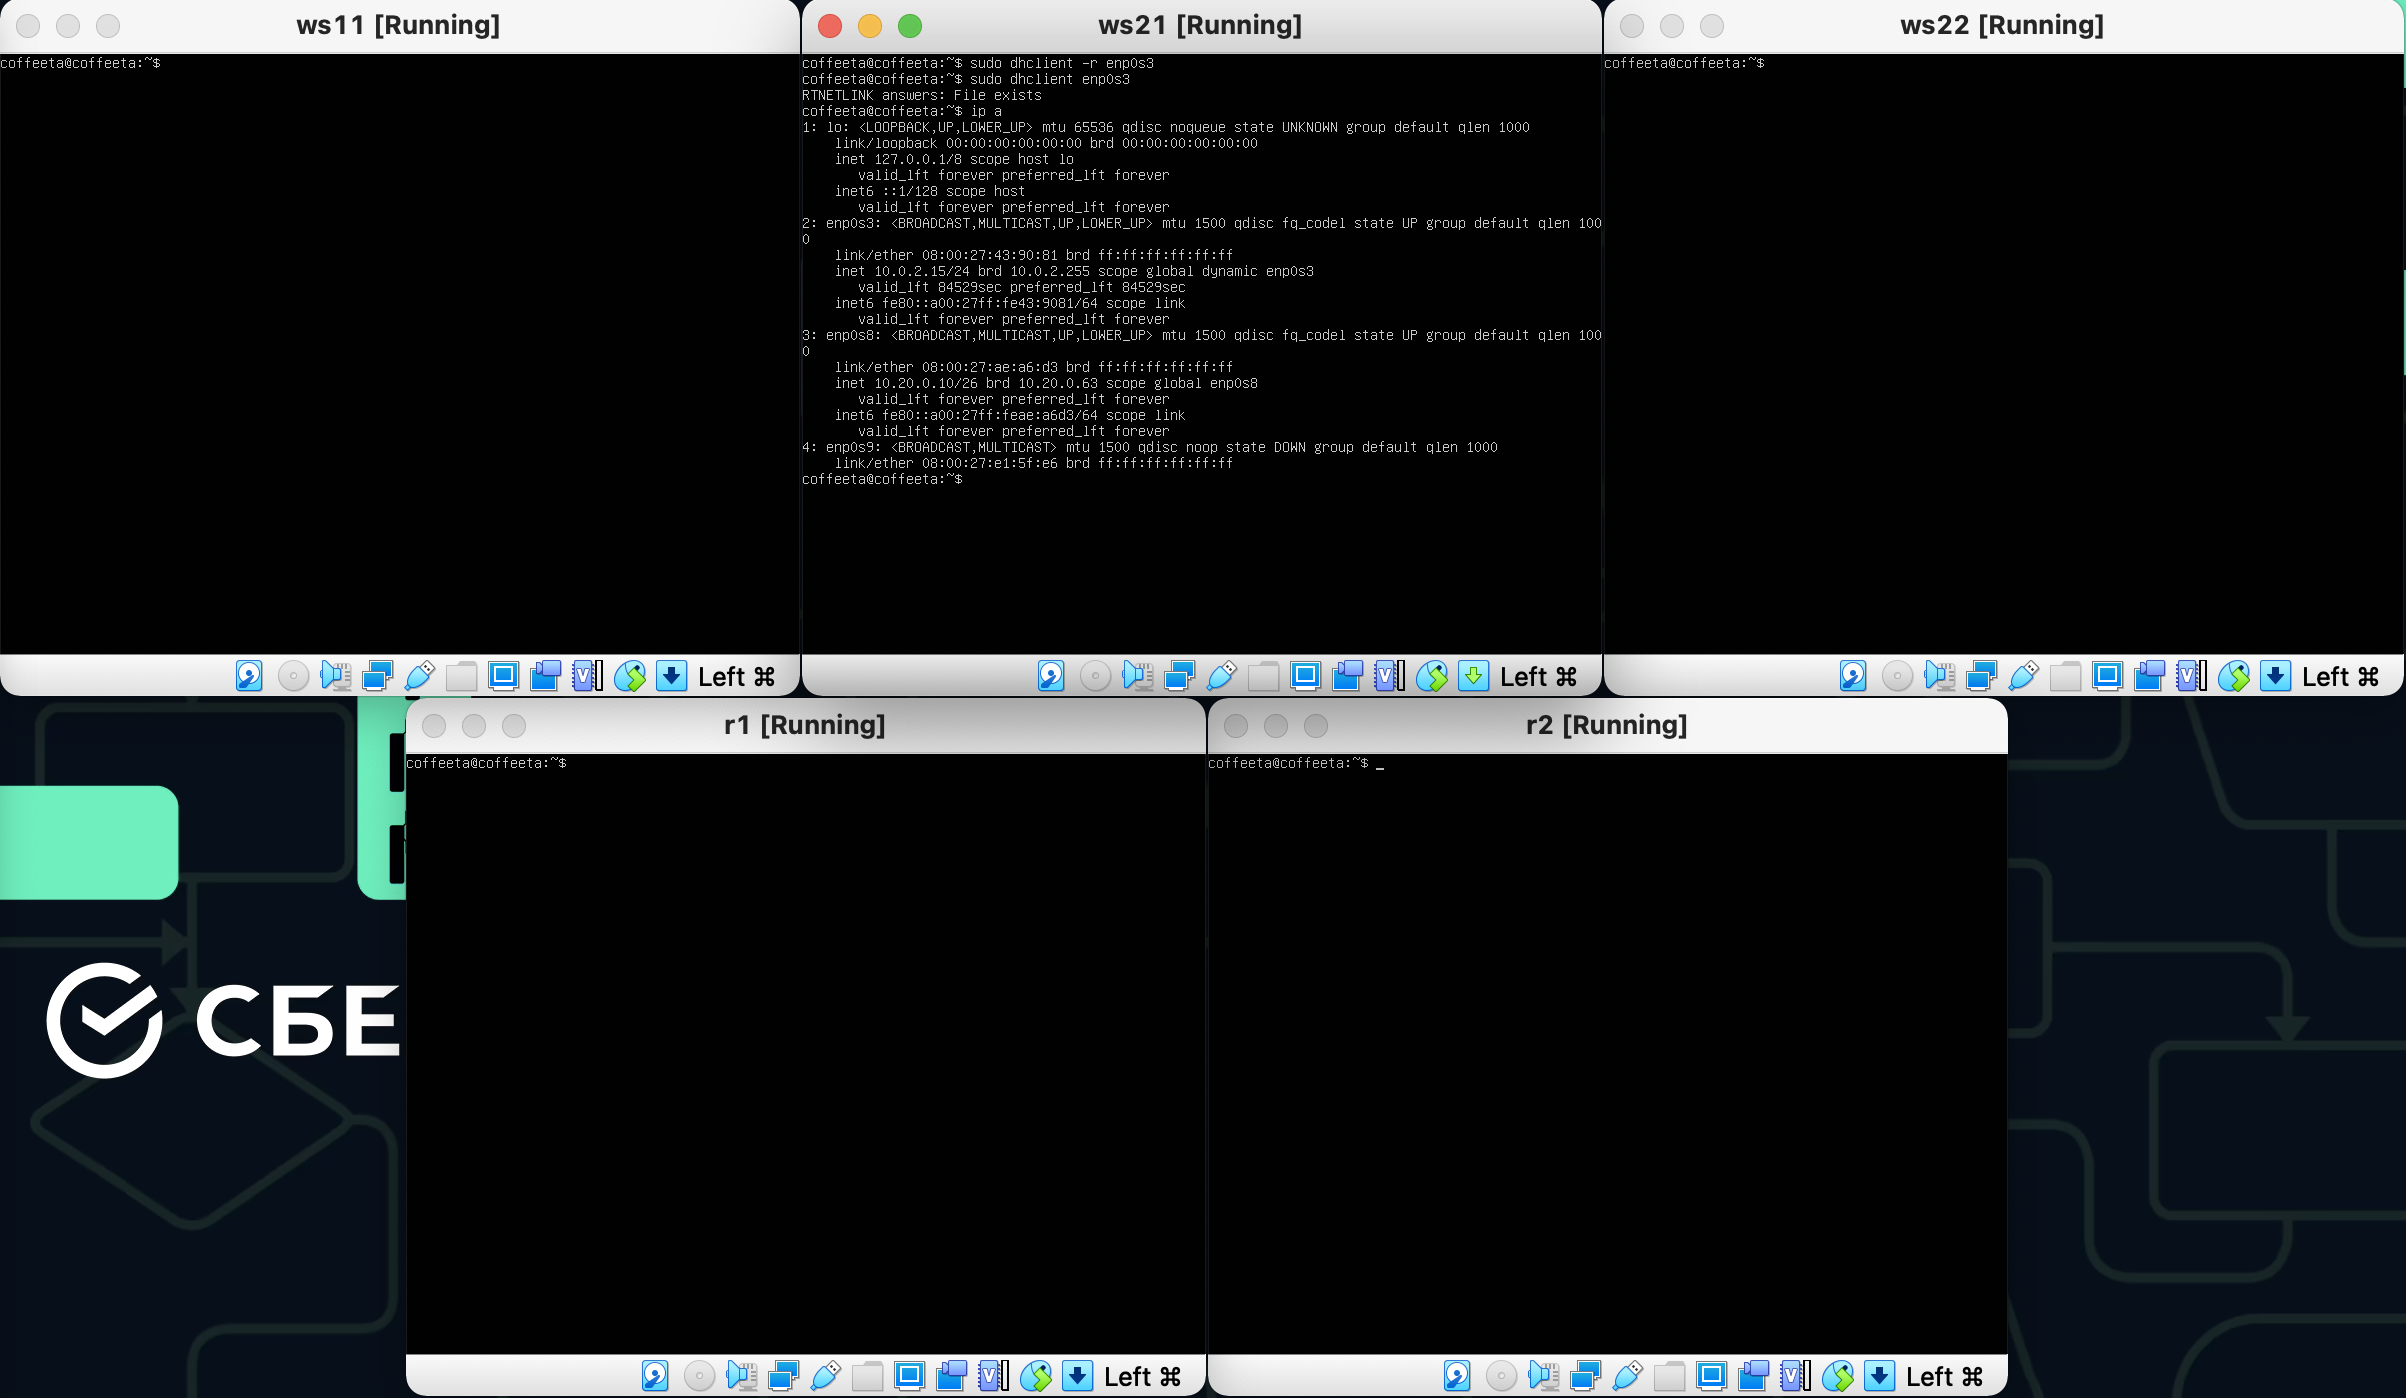 ws11 [Running]
coffeeta@coffeeta:~$
Left ⌘
ws21 [Running]
coffeeta@coffeeta:~$ sudo dhclient -r enp0s3
coffeeta@coffeeta:~$ sudo dhclient enp0s3
RTNETLINK answers: File exists
coffeeta@coffeeta:~$ ip a
1: lo: <LOOPBACK,UP,LOWER_UP> mtu 65536 qdisc noqueue state UNKNOWN group default qlen 1000
    link/loopback 00:00:00:00:00:00 brd 00:00:00:00:00:00
    inet 127.0.0.1/8 scope host lo
       valid_lft forever preferred_lft forever
    inet6 ::1/128 scope host
       valid_lft forever preferred_lft forever
2: enp0s3: <BROADCAST,MULTICAST,UP,LOWER_UP> mtu 1500 qdisc fq_codel state UP group default qlen 100
0
    link/ether 08:00:27:43:90:81 brd ff:ff:ff:ff:ff:ff
    inet 10.0.2.15/24 brd 10.0.2.255 scope global dynamic enp0s3
       valid_lft 84529sec preferred_lft 84529sec
    inet6 fe80::a00:27ff:fe43:9081/64 scope link
       valid_lft forever preferred_lft forever
3: enp0s8: <BROADCAST,MULTICAST,UP,LOWER_UP> mtu 1500 qdisc fq_codel state UP group default qlen 100
0
    link/ether 08:00:27:ae:a6:d3 brd ff:ff:ff:ff:ff:ff
    inet 10.20.0.10/26 brd 10.20.0.63 scope global enp0s8
       valid_lft forever preferred_lft forever
    inet6 fe80::a00:27ff:feae:a6d3/64 scope link
       valid_lft forever preferred_lft forever
4: enp0s9: <BROADCAST,MULTICAST> mtu 1500 qdisc noop state DOWN group default qlen 1000
    link/ether 08:00:27:e1:5f:e6 brd ff:ff:ff:ff:ff:ff
coffeeta@coffeeta:~$
Left ⌘
ws22 [Running]
coffeeta@coffeeta:~$
Left ⌘
r1 [Running]
coffeeta@coffeeta:~$
Left ⌘
r2 [Running]
coffeeta@coffeeta:~$ _
Left ⌘
СБЕ